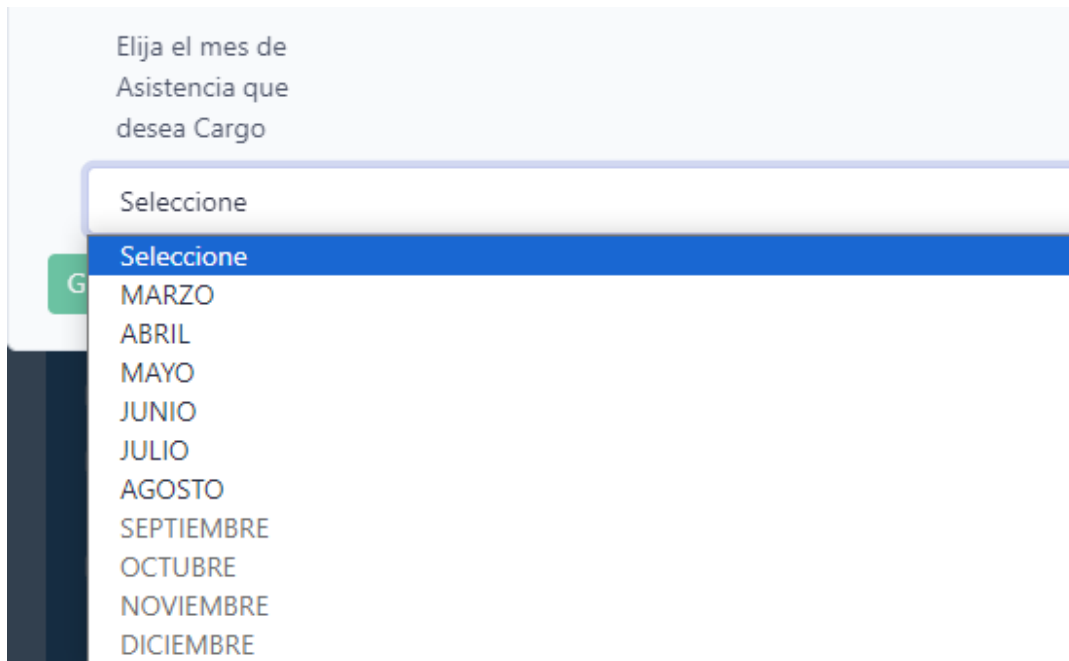 Elija el mes de
Asistencia que
desea Cargo
Seleccione
Seleccione
G
MARZO
ABRIL
MAYO
JUNIO
JULIO
AGOSTO
SEPTIEMBRE
OCTUBRE
NOVIEMBRE
DICIEMBRE